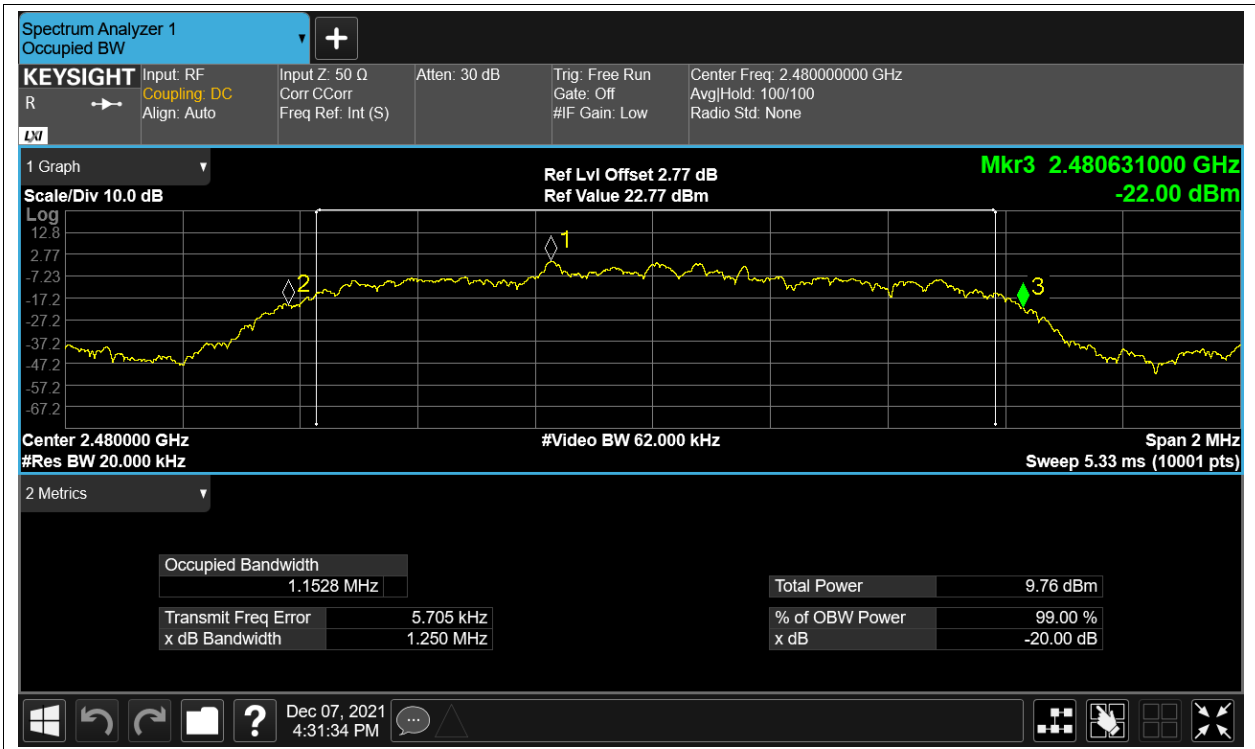 Spectrum Analyzer 1
Occupied BW
KEYSIGHT
R
LXI
Input: RF
Coupling: DC
Align: Auto
Input Z: 50 Ω
Corr CCorr
Freq Ref: Int (S)
Atten: 30 dB
Trig: Free Run
Gate: Off
#IF Gain: Low
Center Freq: 2.480000000 GHz
Avg|Hold: 100/100
Radio Std: None
1 Graph
Scale/Div 10.0 dB
Ref Lvl Offset 2.77 dB
Ref Value 22.77 dBm
Mkr3 2.480631000 GHz
-22.00 dBm
Log
12.8
2.77
-7.23
-17.2
-27.2
-37.2
-47.2
-57.2
-67.2
1
2
3
Center 2.480000 GHz
#Video BW 62.000 kHz
Span 2 MHz
#Res BW 20.000 kHz
Sweep 5.33 ms (10001 pts)
2 Metrics
Occupied Bandwidth
1.1528 MHz
Total Power 9.76 dBm
Transmit Freq Error 5.705 kHz
% of OBW Power 99.00 %
x dB Bandwidth 1.250 MHz
x dB -20.00 dB
?
Dec 07, 2021
4:31:34 PM